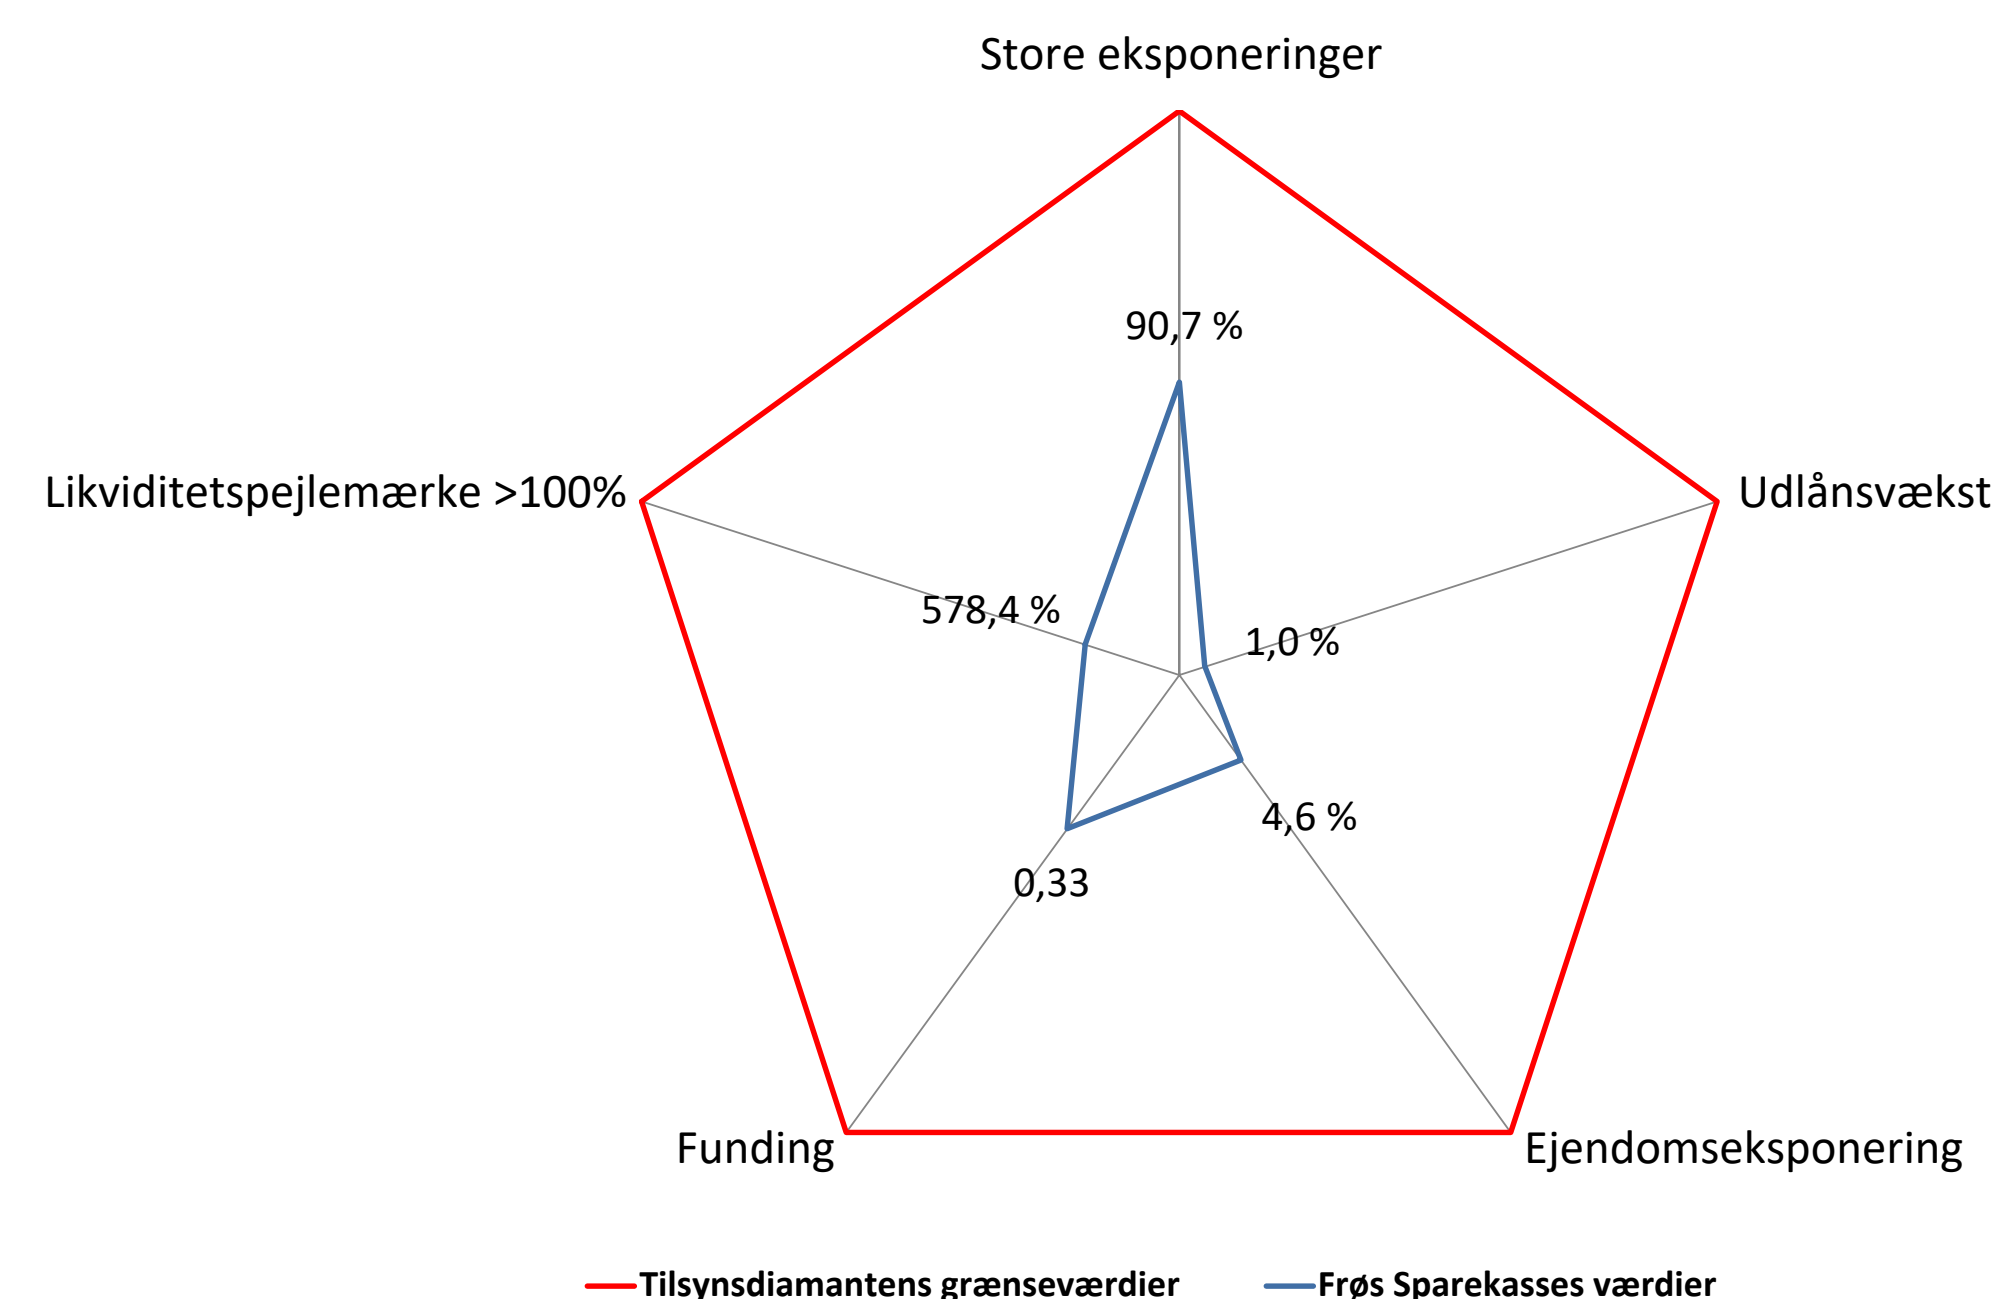 Store eksponeringer
90,7 %
Likviditetspejlemærke >100%
Udlånsvækst
578,4 %
1,0 %
4,6 %
0,33
Funding
Ejendomseksponering
Tilsynsdiamantens grænseværdier
Frøs Sparekasses værdier